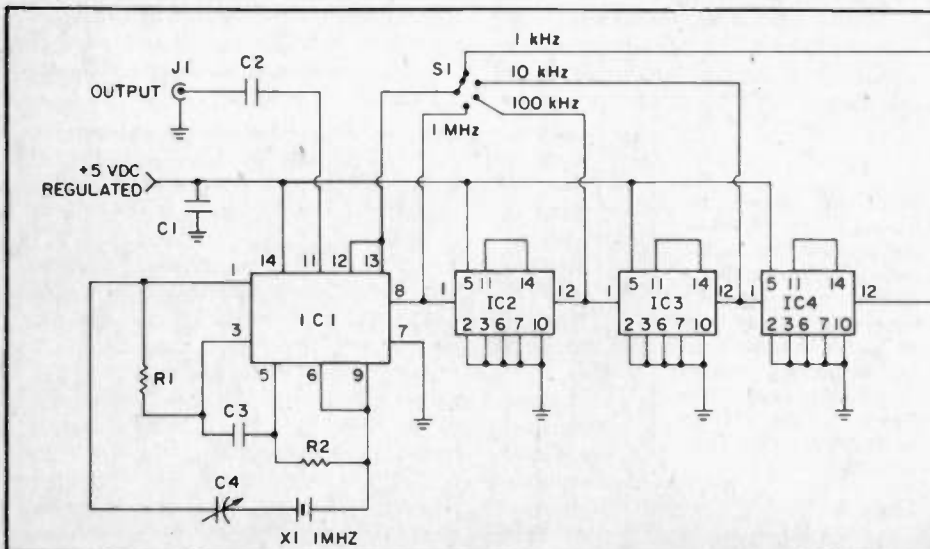 1 kHz
J1
C2
S1
10 kHz
OUTPUT
100 kHz
1 MHz
+5 VDC
REGULATED
C1
14 11 12 13
1
8
IC1
3
7
5 6 9
R1
C3
R2
C4
X1 1MHZ
5 11 14
1 IC2 12
2 3 6 7 10
5 11 14
1 IC3 12
2 3 6 7 10
5 11 14
1 IC4 12
2 3 6 7 10